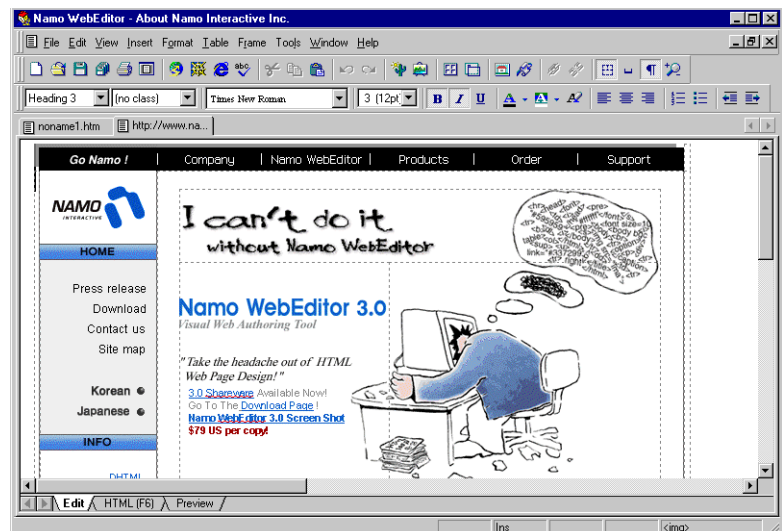 Namo WebEditor - About Namo Interactive Inc.
File Edit View Insert Format Table Frame Tools Window Help
Heading 3 (no class) Times New Roman 3 (12pt) B I U A A A
noname1.htm http://www.na...
Go Namo ! | Company | Namo WebEditor | Products | Order | Support
NAMO
INTERACTIVE
I can't do it
without Namo WebEditor
HOME
Press release
Download
Contact us
Site map
Korean
Japanese
INFO
DHTML
Namo WebEditor 3.0
Visual Web Authoring Tool
"Take the headache out of HTML
Web Page Design!"
3.0 Shareware Available Now!
Go To The Download Page !
Namo WebEditor 3.0 Screen Shot
$79 US per copy!
Edit HTML (F6) Preview
Ins <img>